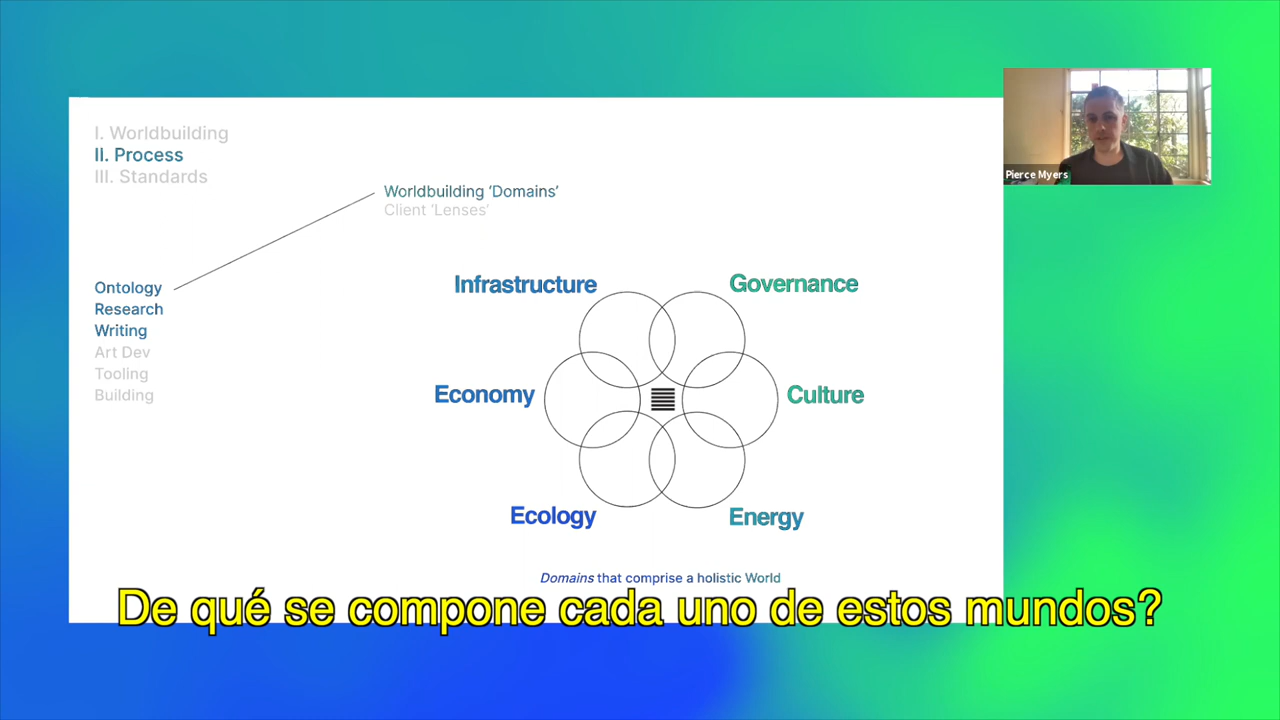 I. Worldbuilding
II. Process
III. Standards
Worldbuilding ‘Domains’
Client ‘Lenses’
Ontology
Research
Writing
Art Dev
Tooling
Building
Infrastructure
Governance
Economy
Culture
Ecology
Energy
Domains that comprise a holistic World
De qué se compone cada uno de estos mundos?
Pierce Myers